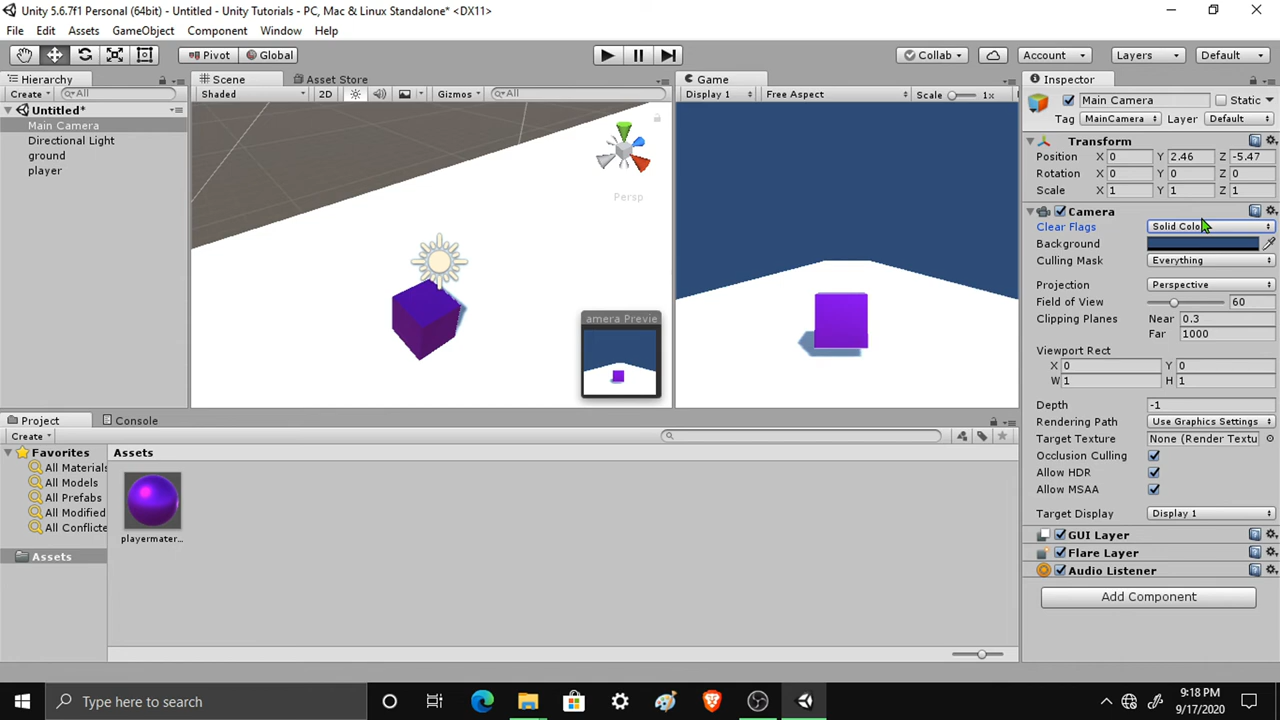 Unity 5.6.7f1 Personal (64bit) - Untitled - Unity Tutorials - PC, Mac & Linux Standalone* <DX11>
File Edit Assets GameObject Component Window Help
Pivot Global Collab Account Layers Default
Hierarchy Scene Asset Store Game Inspector
Create All Shaded 2D Gizmos All Display 1 Free Aspect Scale 1x Main Camera Static
Untitled*
Tag MainCamera Layer Default
Main Camera
Directional Light
ground
player
Persp
amera Previe
Transform
Position X 0 Y 2.46 Z -5.47
Rotation X 0 Y 0 Z 0
Scale X 1 Y 1 Z 1
Camera
Clear Flags Solid Color
Background
Culling Mask Everything
Projection Perspective
Field of View 60
Clipping Planes Near 0.3
Far 1000
Viewport Rect
X 0 Y 0
W 1 H 1
Depth -1
Rendering Path Use Graphics Settings
Target Texture None (Render Textu
Occlusion Culling
Allow HDR
Allow MSAA
Target Display Display 1
GUI Layer
Flare Layer
Audio Listener
Add Component
Project Console
Create
Favorites
All Materials
All Models
All Prefabs
All Modified
All Conflicte
Assets
Assets
playermater...
Type here to search
9:18 PM
9/17/2020